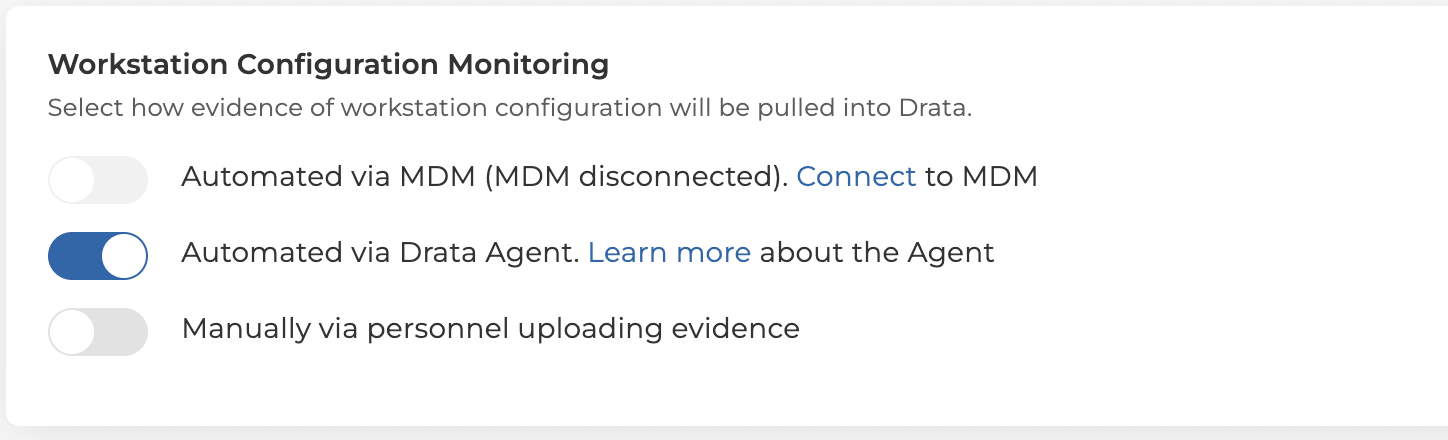 Workstation Configuration Monitoring
Select how evidence of workstation configuration will be pulled into Drata.
Automated via MDM (MDM disconnected). Connect to MDM
Automated via Drata Agent. Learn more about the Agent
Manually via personnel uploading evidence